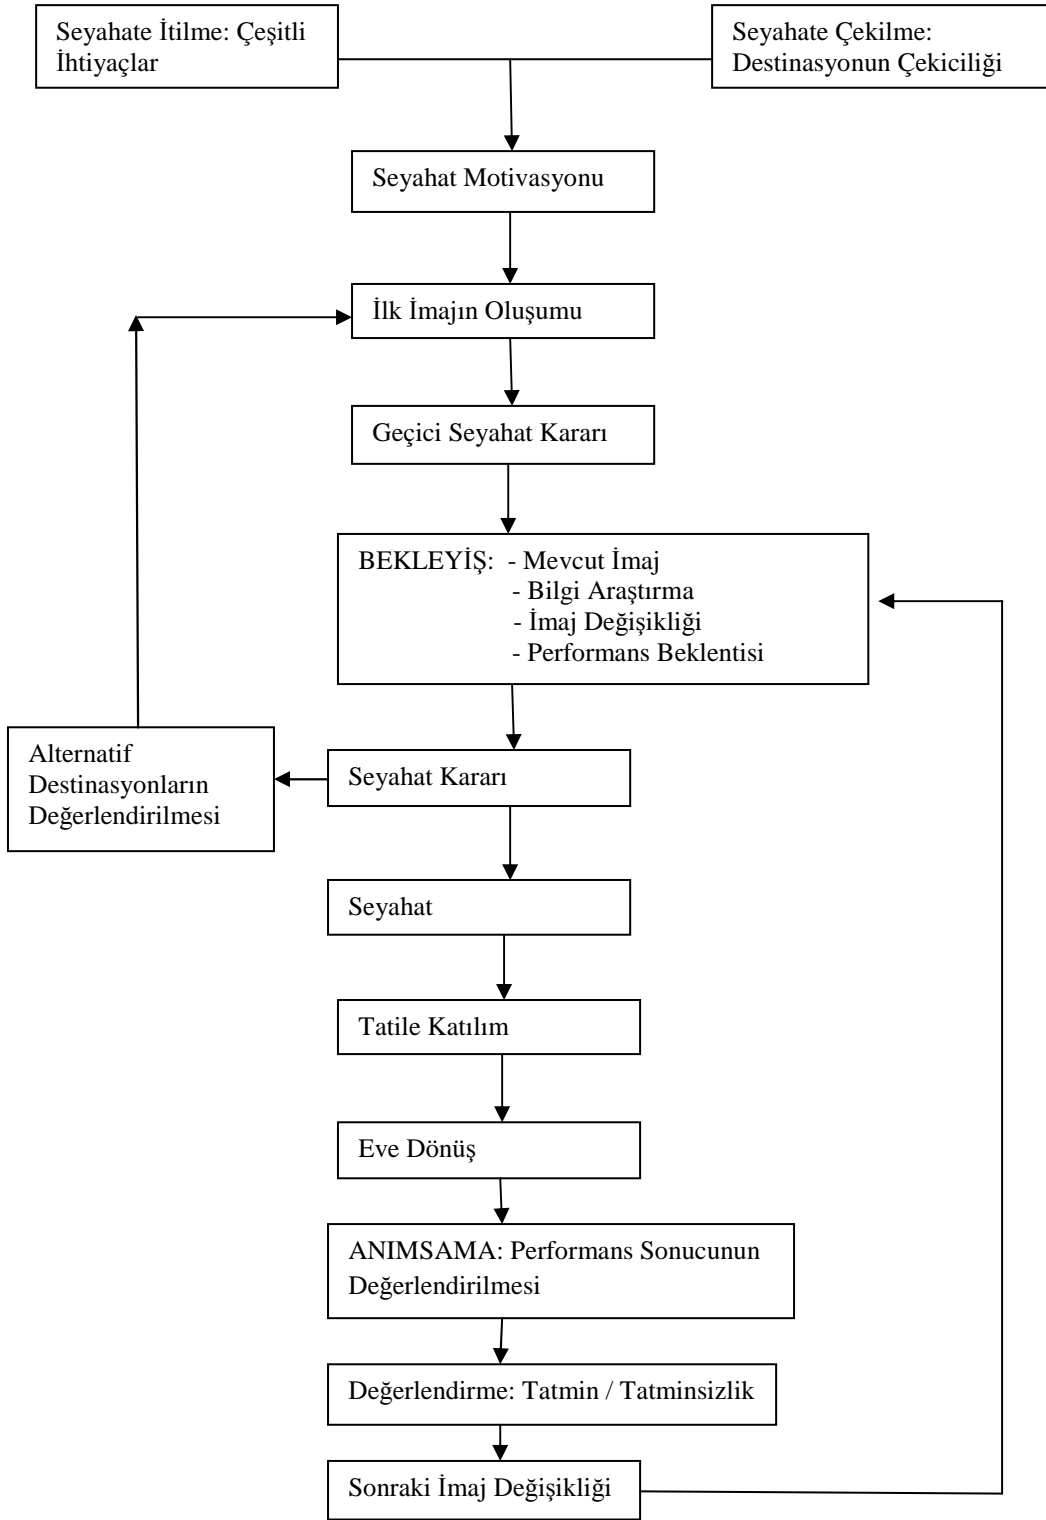 Seyahate İtilme: Çeşitli
İhtiyaçlar
Seyahate Çekilme:
Destinasyonun Çekiciliği
Seyahat Motivasyonu
İlk İmajın Oluşumu
Geçici Seyahat Kararı
BEKLEYİŞ: - Mevcut İmaj
- Bilgi Araştırma
- İmaj Değişikliği
- Performans Beklentisi
Alternatif
Destinasyonların
Değerlendirilmesi
Seyahat Kararı
Seyahat
Tatile Katılım
Eve Dönüş
ANIMSAMA: Performans Sonucunun
Değerlendirilmesi
Değerlendirme: Tatmin / Tatminsizlik
Sonraki İmaj Değişikliği